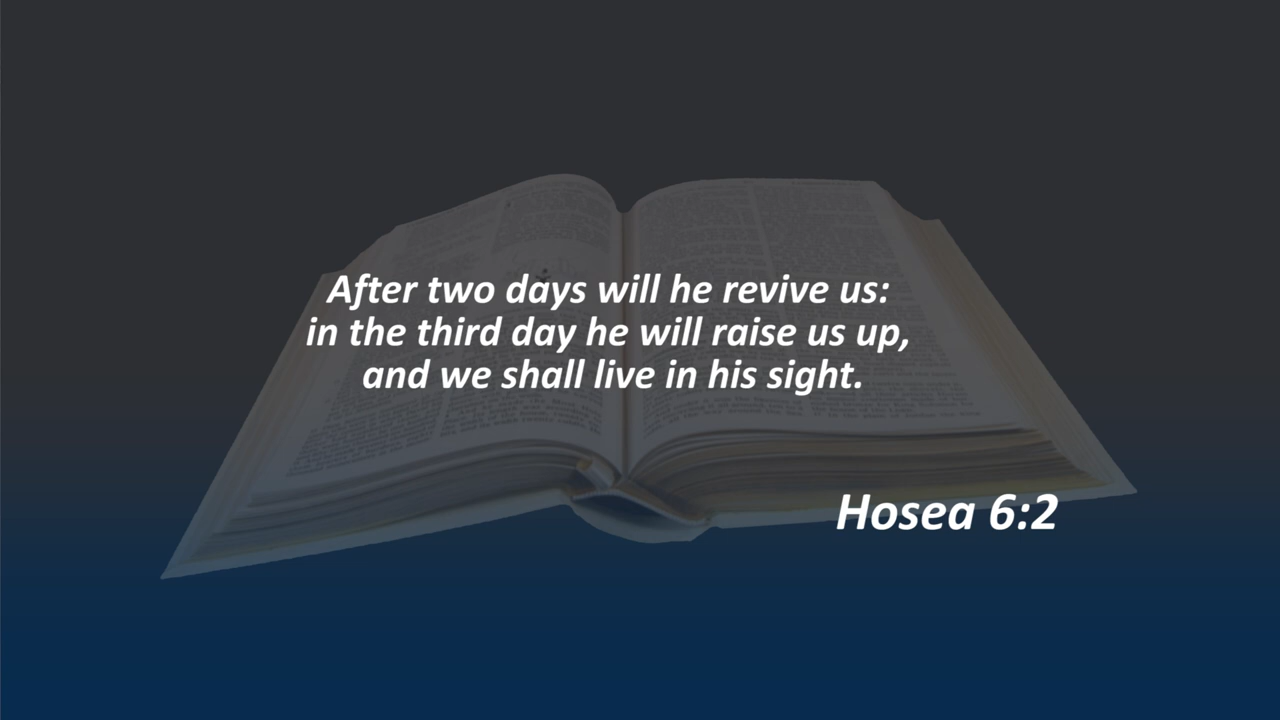 After two days will he revive us:
in the third day he will raise us up,
and we shall live in his sight.
Hosea 6:2